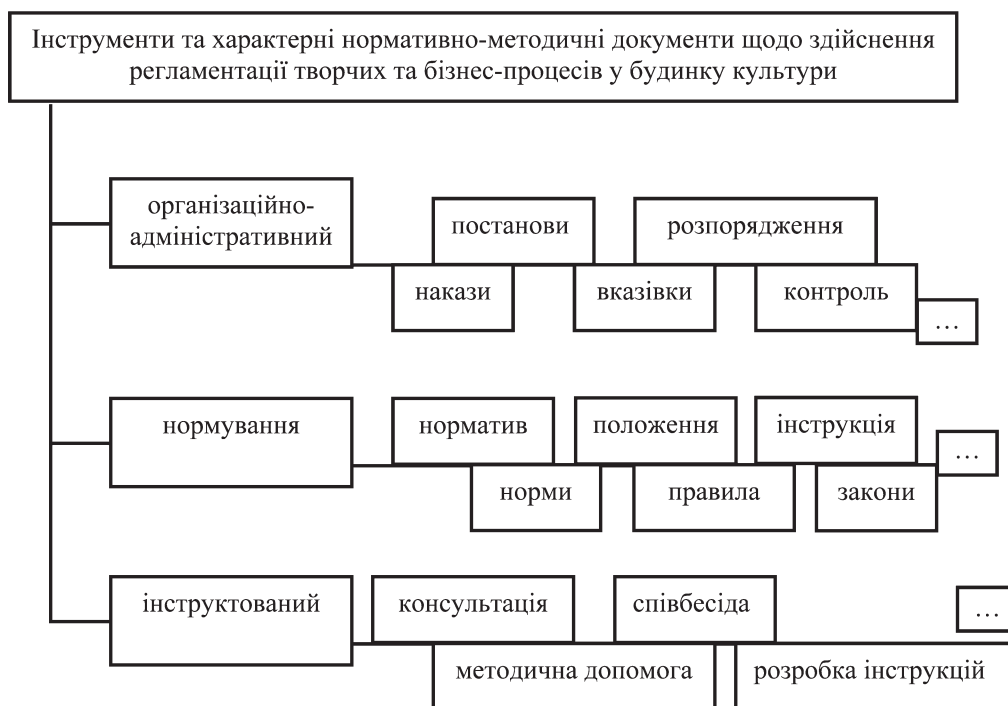 Інструменти та характерні нормативно-методичні документи щодо здійснення
регламентації творчих та бізнес-процесів у будинку культури
організаційно-
адміністративний
постанови
розпорядження
накази
вказівки
контроль
…
нормування
норматив
положення
інструкція
…
норми
правила
закони
інструктований
консультація
співбесіда
…
методична допомога
розробка інструкцій